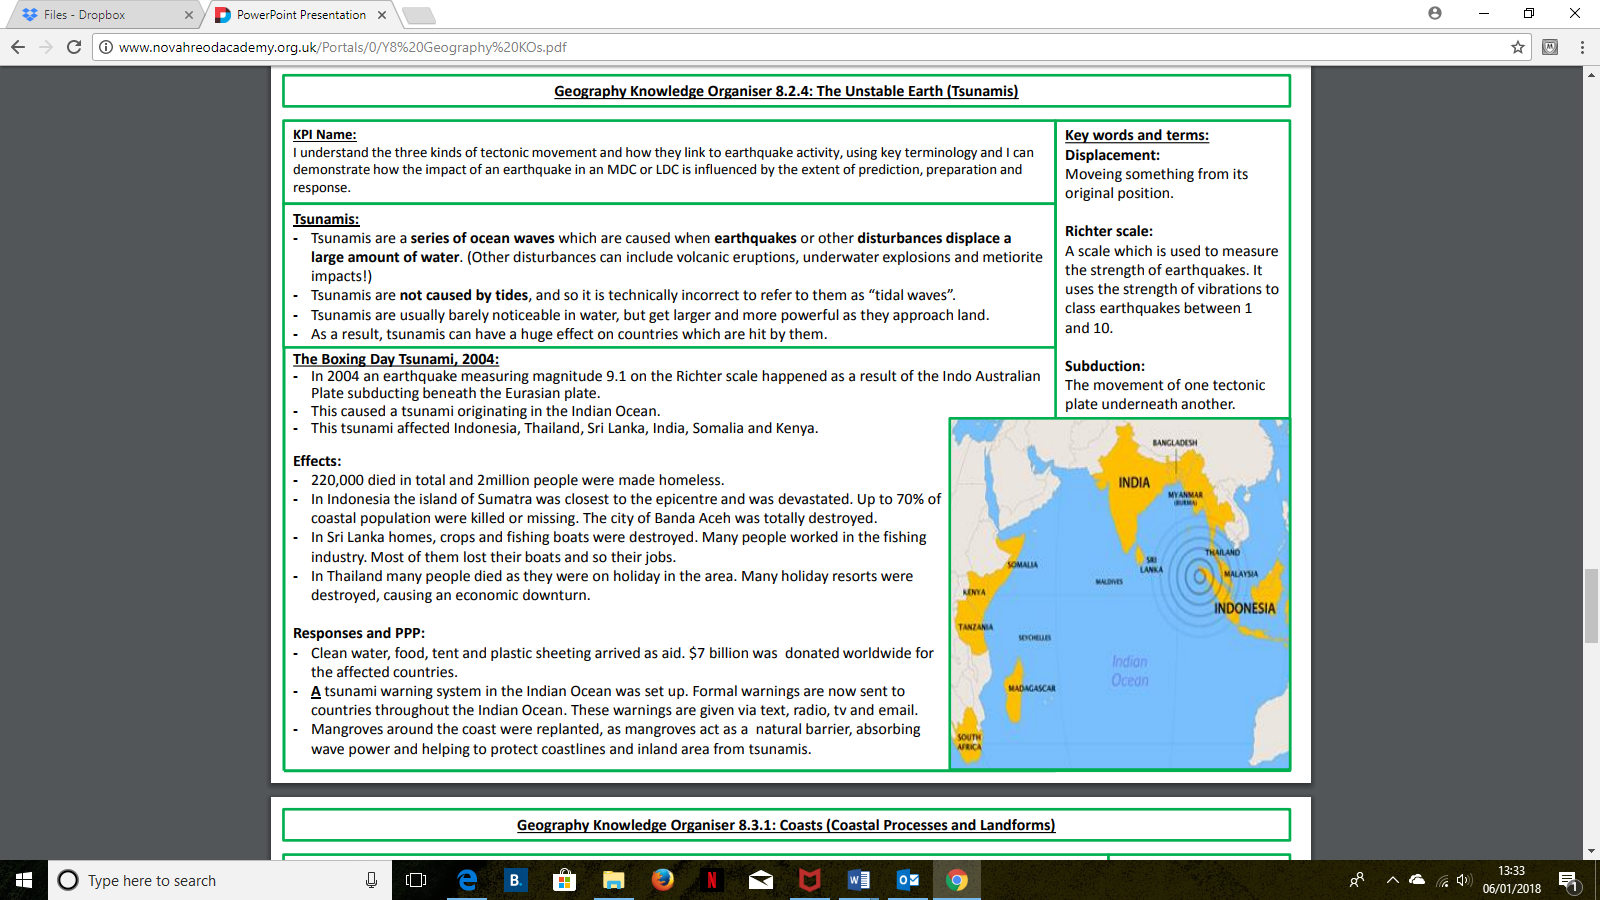 Files - Dropbox
PowerPoint Presentation
www.novahreodacademy.org.uk/Portals/0/Y8%20Geography%20KOs.pdf
Geography Knowledge Organiser 8.2.4: The Unstable Earth (Tsunamis)
KPI Name:
I understand the three kinds of tectonic movement and how they link to earthquake activity, using key terminology and I can
demonstrate how the impact of an earthquake in an MDC or LDC is influenced by the extent of prediction, preparation and
response.
Tsunamis:
- Tsunamis are a series of ocean waves which are caused when earthquakes or other disturbances displace a
large amount of water. (Other disturbances can include volcanic eruptions, underwater explosions and metiorite
impacts!)
- Tsunamis are not caused by tides, and so it is technically incorrect to refer to them as “tidal waves”.
- Tsunamis are usually barely noticeable in water, but get larger and more powerful as they approach land.
- As a result, tsunamis can have a huge effect on countries which are hit by them.
The Boxing Day Tsunami, 2004:
- In 2004 an earthquake measuring magnitude 9.1 on the Richter scale happened as a result of the Indo Australian
Plate subducting beneath the Eurasian plate.
- This caused a tsunami originating in the Indian Ocean.
- This tsunami affected Indonesia, Thailand, Sri Lanka, India, Somalia and Kenya.
Effects:
- 220,000 died in total and 2million people were made homeless.
- In Indonesia the island of Sumatra was closest to the epicentre and was devastated. Up to 70% of
coastal population were killed or missing. The city of Banda Aceh was totally destroyed.
- In Sri Lanka homes, crops and fishing boats were destroyed. Many people worked in the fishing
industry. Most of them lost their boats and so their jobs.
- In Thailand many people died as they were on holiday in the area. Many holiday resorts were
destroyed, causing an economic downturn.
Responses and PPP:
- Clean water, food, tent and plastic sheeting arrived as aid. $7 billion was donated worldwide for
the affected countries.
- A tsunami warning system in the Indian Ocean was set up. Formal warnings are now sent to
countries throughout the Indian Ocean. These warnings are given via text, radio, tv and email.
- Mangroves around the coast were replanted, as mangroves act as a natural barrier, absorbing
wave power and helping to protect coastlines and inland area from tsunamis.
Key words and terms:
Displacement:
Moveing something from its
original position.
Richter scale:
A scale which is used to measure
the strength of earthquakes. It
uses the strength of vibrations to
class earthquakes between 1
and 10.
Subduction:
The movement of one tectonic
plate underneath another.
BANGLADESH
INDIA
MYANMAR
(BURMA)
THAILAND
SRI
LANKA
SOMALIA
MALDIVES
MALAYSIA
KENYA
INDONESIA
TANZANIA
SEYCHELLES
Indian
Ocean
MADAGASCAR
SOUTH
AFRICA
Geography Knowledge Organiser 8.3.1: Coasts (Coastal Processes and Landforms)
Type here to search
B.
N
13:33
06/01/2018
1